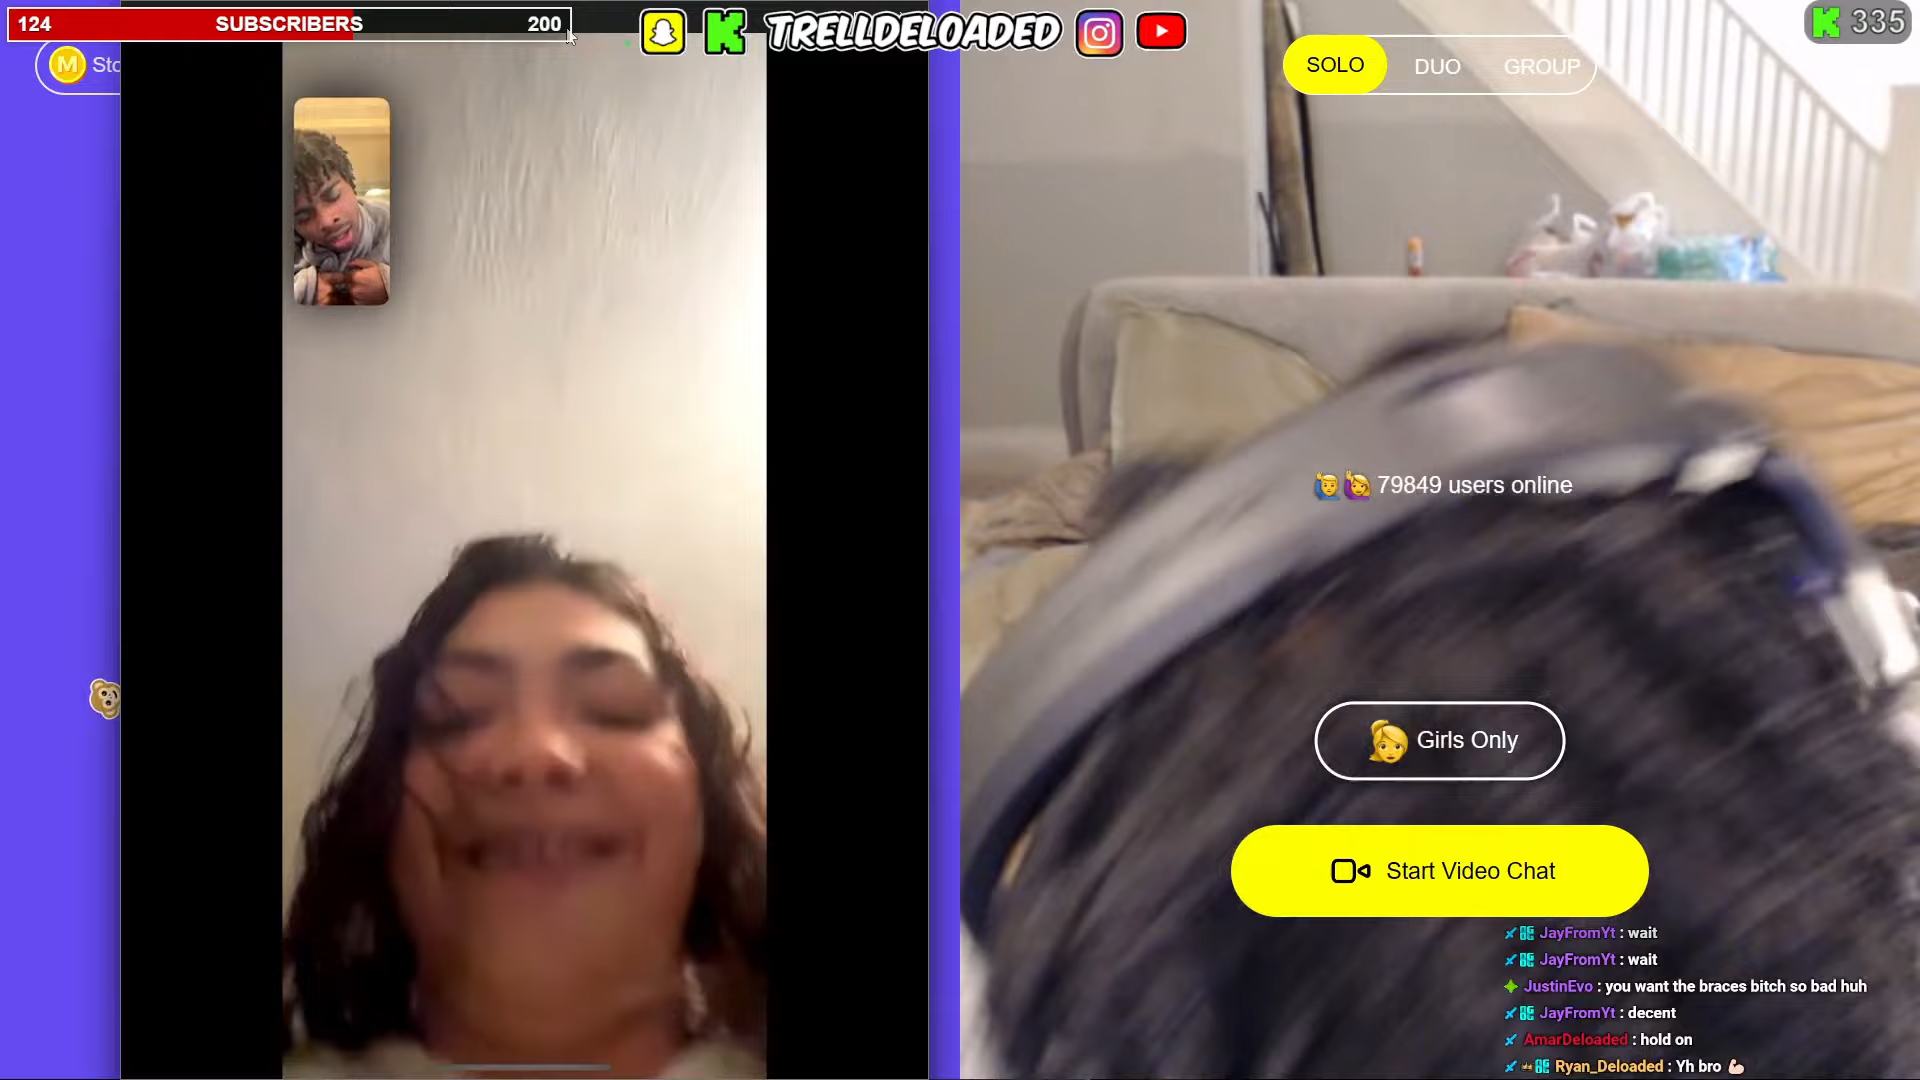 124 SUBSCRIBERS 200
TRELLDELOADED
335
M Sto
SOLO DUO GROUP
79849 users online
Girls Only
Start Video Chat
JayFromYt : wait
JayFromYt : wait
JustinEvo : you want the braces bitch so bad huh
JayFromYt : decent
AmarDeloaded : hold on
Ryan_Deloaded : Yh bro 💪🏻